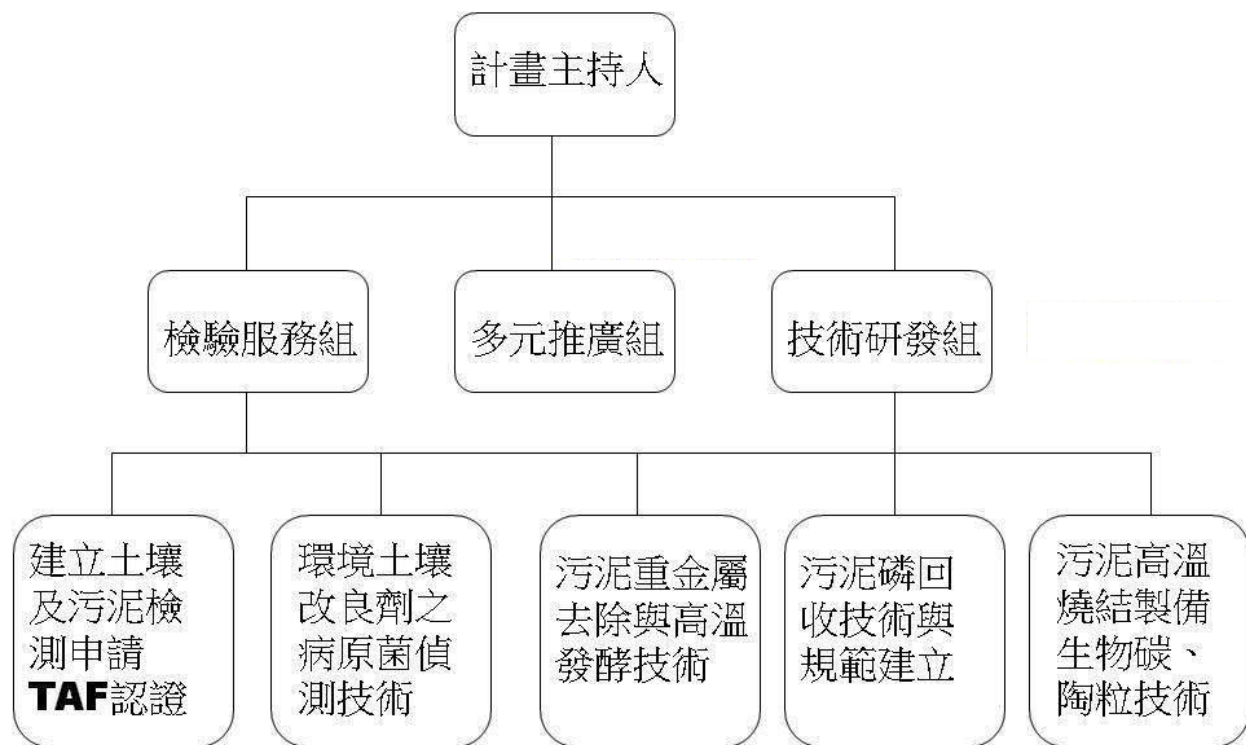 計畫主持人
檢驗服務組
多元推廣組
技術研發組
建立土壤
及污泥檢
測申請
TAF認證
環境土壤
改良劑之
病原菌偵
測技術
污泥重金屬
去除與高溫
發酵技術
污泥磷回
收技術與
規範建立
污泥高溫
燒結製備
生物碳、
陶粒技術